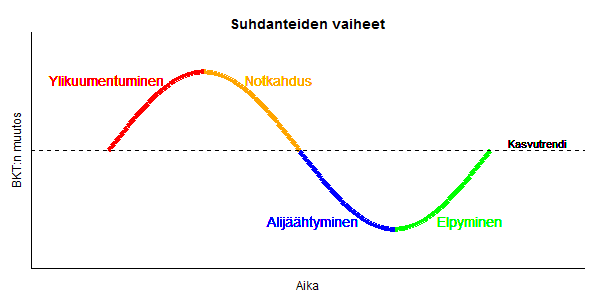 Suhdanteiden vaiheet
Ylikuumentuminen
Notkahdus
Kasvutrendi
BKT:n muutos
Alijäähtyminen
Elpyminen
Aika